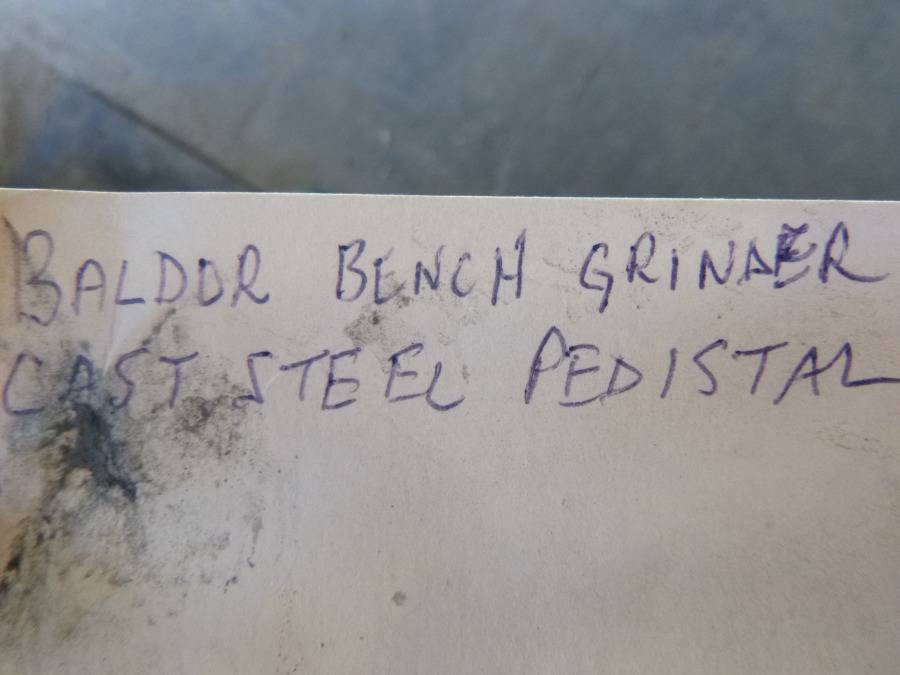 BALDOR BENCH GRINDER
CAST STEEL PEDISTAL